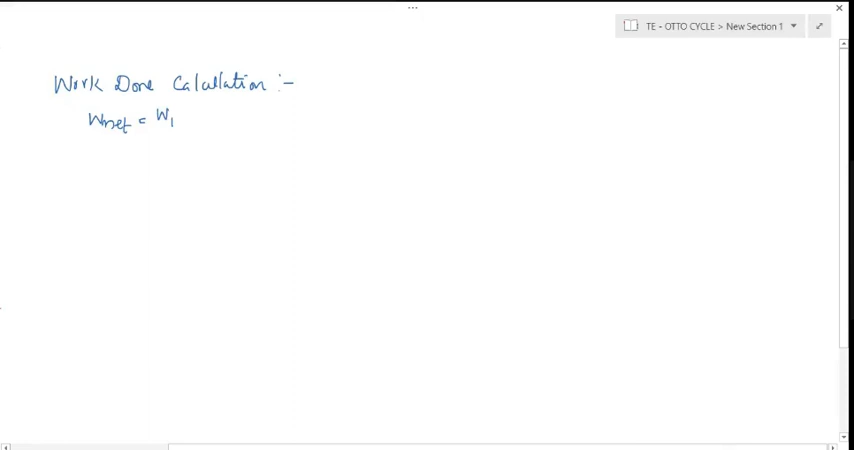 TE - OTTO CYCLE > New Section 1
Work Done Calculation :-
Wnet = W1